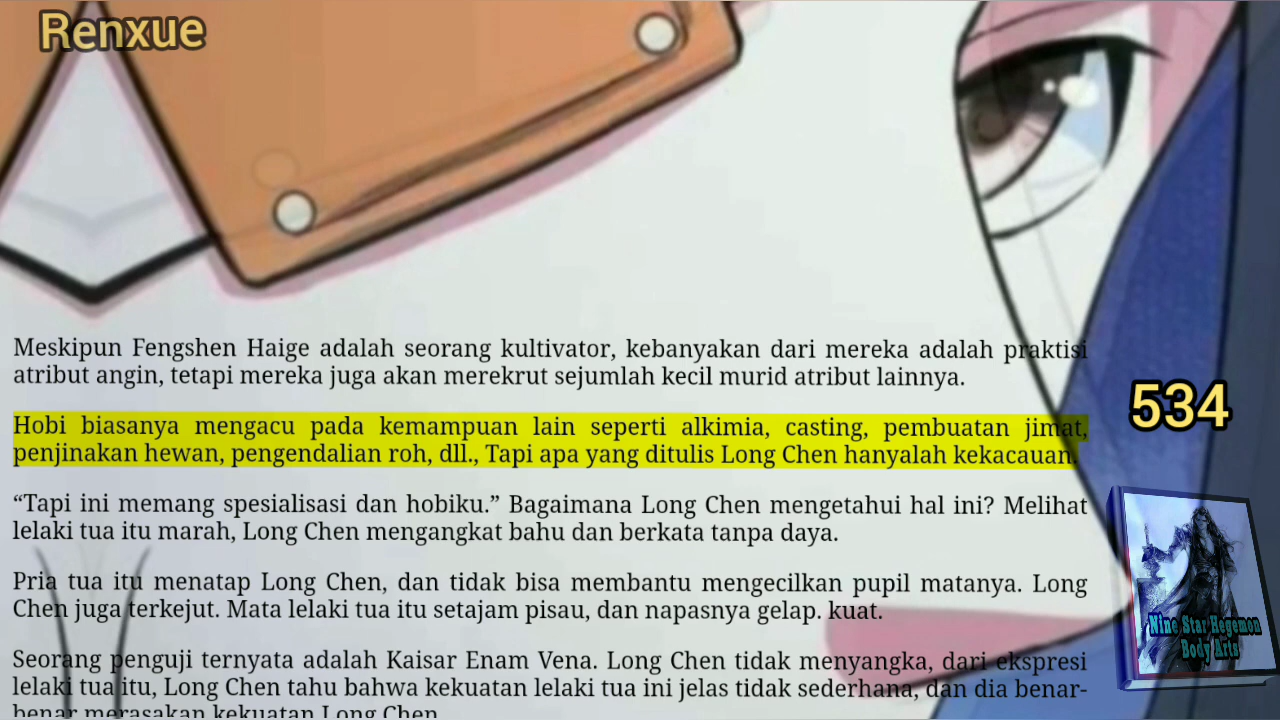 Renxue
Meskipun Fengshen Haige adalah seorang kultivator, kebanyakan dari mereka adalah praktisi
atribut angin, tetapi mereka juga akan merekrut sejumlah kecil murid atribut lainnya.
534
Hobi biasanya mengacu pada kemampuan lain seperti alkimia, casting, pembuatan jimat,
penjinakan hewan, pengendalian roh, dll., Tapi apa yang ditulis Long Chen hanyalah kekacauan.
“Tapi ini memang spesialisasi dan hobiku.” Bagaimana Long Chen mengetahui hal ini? Melihat
lelaki tua itu marah, Long Chen mengangkat bahu dan berkata tanpa daya.
Pria tua itu menatap Long Chen, dan tidak bisa membantu mengecilkan pupil matanya. Long
Chen juga terkejut. Mata lelaki tua itu setajam pisau, dan napasnya gelap. kuat.
Nine Star Hegemon
Body Arts
Seorang penguji ternyata adalah Kaisar Enam Vena. Long Chen tidak menyangka, dari ekspresi
lelaki tua itu, Long Chen tahu bahwa kekuatan lelaki tua ini jelas tidak sederhana, dan dia benar-
benar merasakan kekuatan Long Chen.